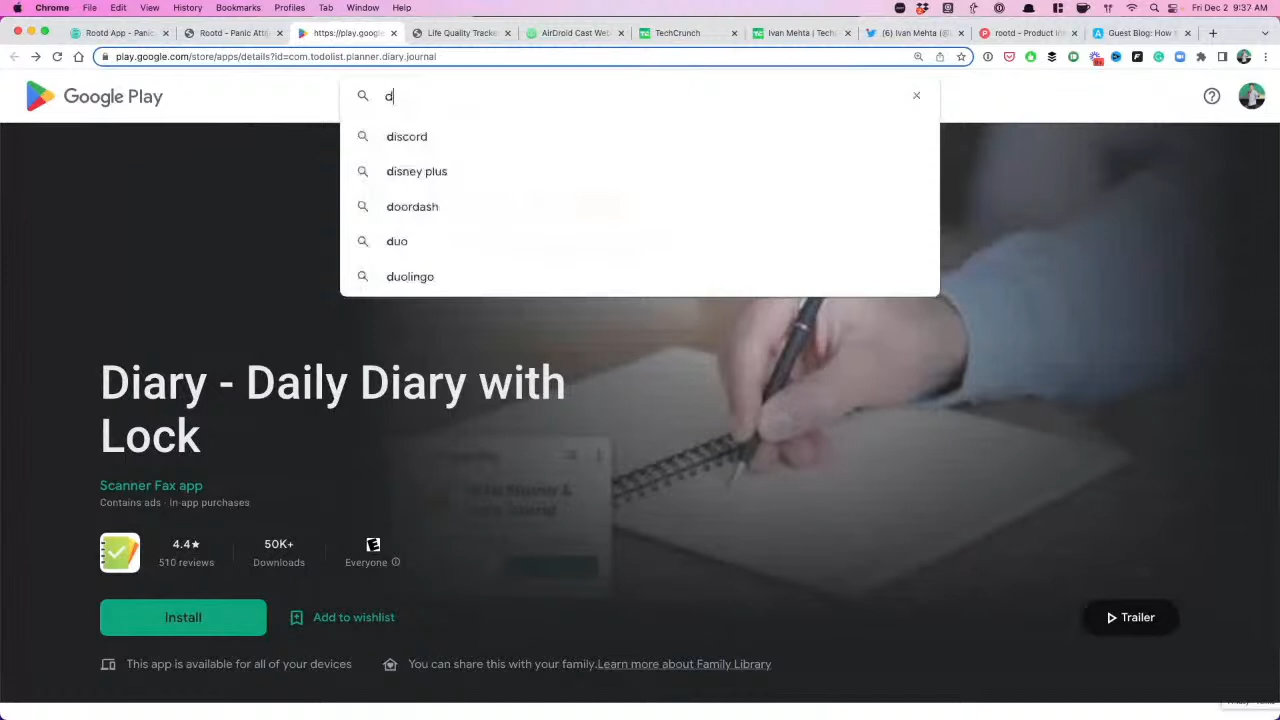 Chrome File Edit View History Bookmarks Profiles Tab Window Help Fri Dec 2 9:37 AM
Rootd App - Panic A Rootd - Panic Atta https://play.google Life Quality Tracke AirDroid Cast Web TechCrunch Ivan Mehta | Tech (6) Ivan Mehta (@ rootd - Product In Guest Blog: How
play.google.com/store/apps/details?id=com.todolist.planner.diary.journal
Google Play
d
discord
disney plus
doordash
duo
duolingo
Diary - Daily Diary with
Lock
Scanner Fax app
Contains ads · In-app purchases
4.4★ 50K+ E
510 reviews Downloads Everyone
Install Add to wishlist Trailer
This app is available for all of your devices You can share this with your family. Learn more about Family Library